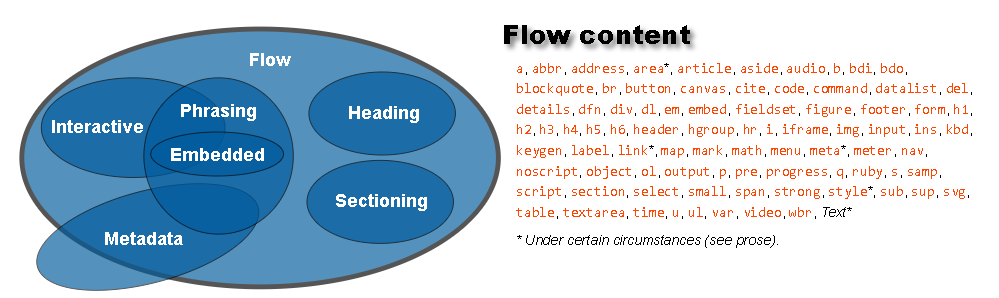 Flow
Phrasing
Interactive
Embedded
Heading
Sectioning
Metadata
Flow content
a, abbr, address, area*, article, aside, audio, b, bdi, bdo,
blockquote, br, button, canvas, cite, code, command, datalist, del,
details, dfn, div, dl, em, embed, fieldset, figure, footer, form, h1,
h2, h3, h4, h5, h6, header, hgroup, hr, i, iframe, img, input, ins, kbd,
keygen, label, link*, map, mark, math, menu, meta*, meter, nav,
noscript, object, ol, output, p, pre, progress, q, ruby, s, samp,
script, section, select, small, span, strong, style*, sub, sup, svg,
table, textarea, time, u, ul, var, video, wbr, Text*
* Under certain circumstances (see prose).